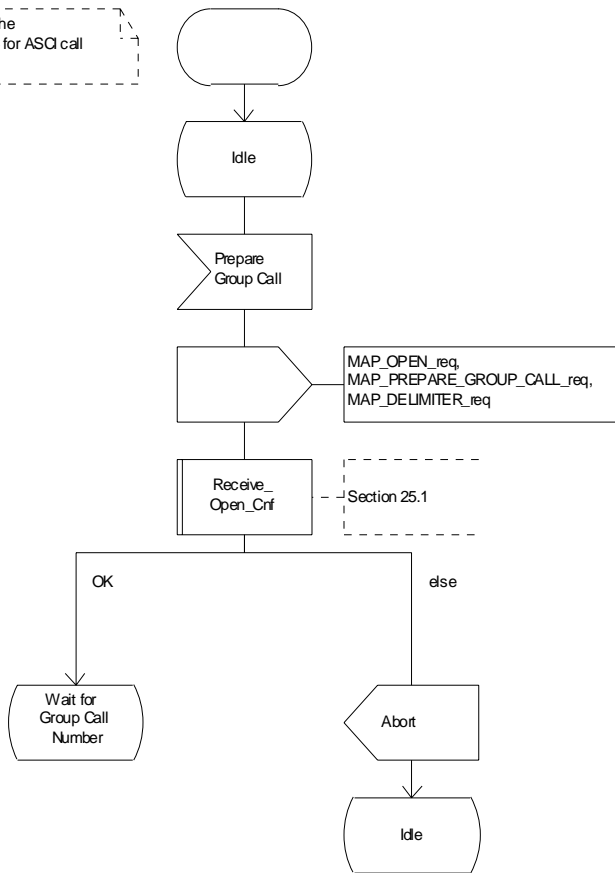 he
for ASCI call
Idle
Prepare
Group Call
MAP_OPEN_req,
MAP_PREPARE_GROUP_CALL_req,
MAP_DELIMITER_req
Receive_
Open_Cnf
Section 25.1
OK
else
Wait for
Group Call
Number
Abort
Idle